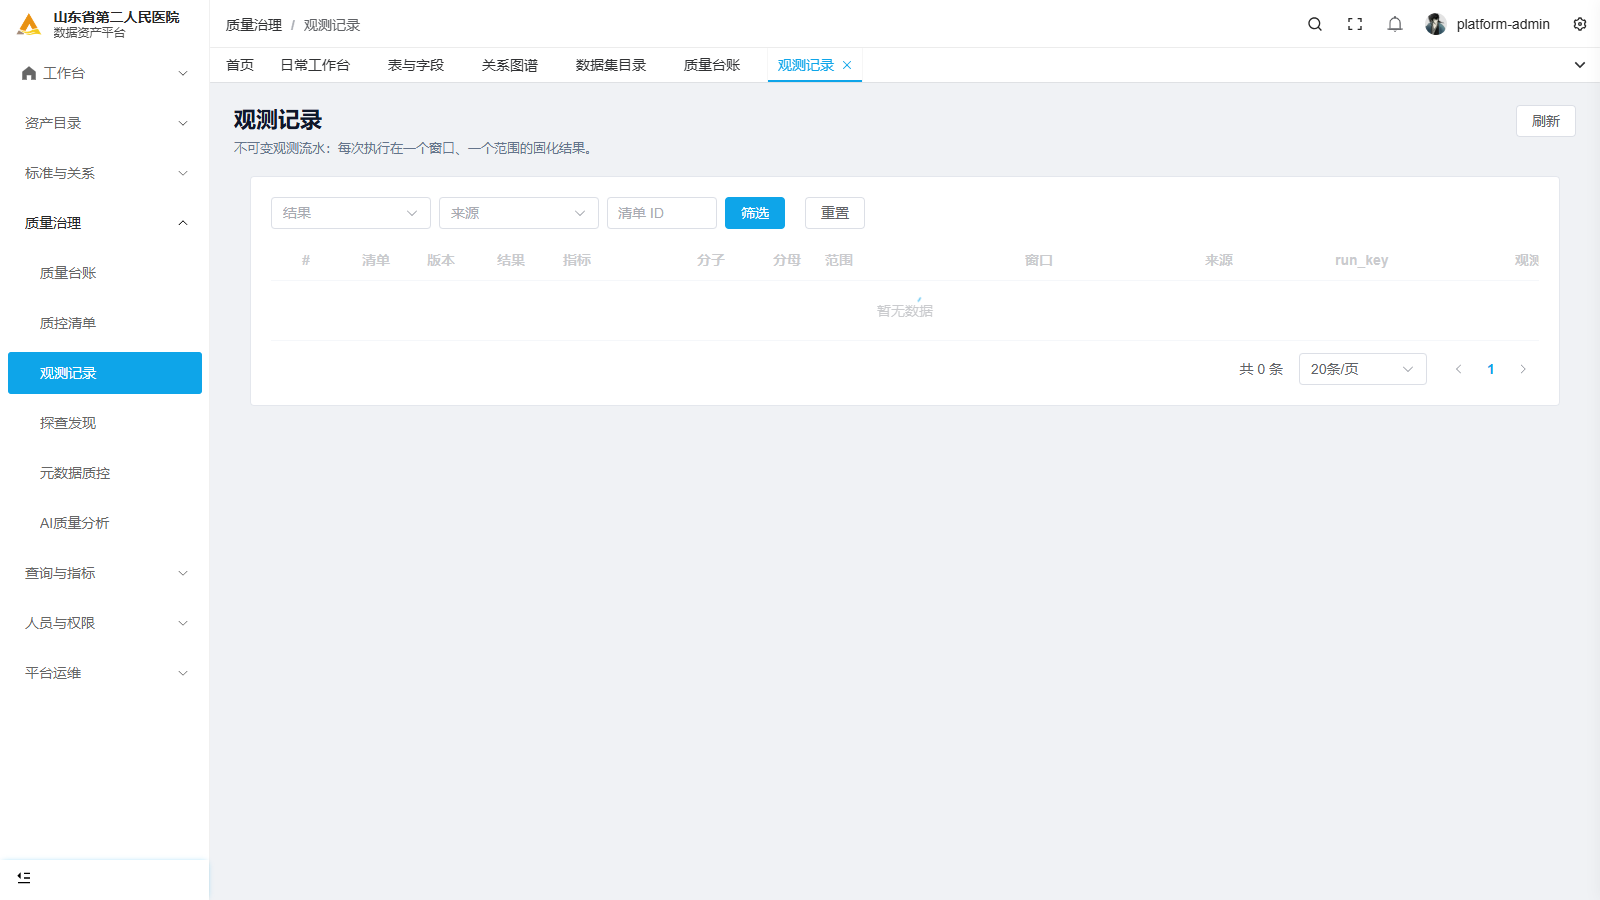 山东省第二人民医院
数据资产平台
质量治理 / 观测记录
platform-admin
首页 日常工作台 表与字段 关系图谱 数据集目录 质量台账 观测记录
工作台
资产目录
标准与关系
质量治理
质量台账
质控清单
观测记录
探查发现
元数据质控
AI质量分析
查询与指标
人员与权限
平台运维
观测记录
刷新
不可变观测流水：每次执行在一个窗口、一个范围的固化结果。
结果 来源 清单 ID 筛选 重置
# 清单 版本 结果 指标 分子 分母 范围 窗口 来源 run_key 观测
暂无数据
共 0 条 20条/页 1